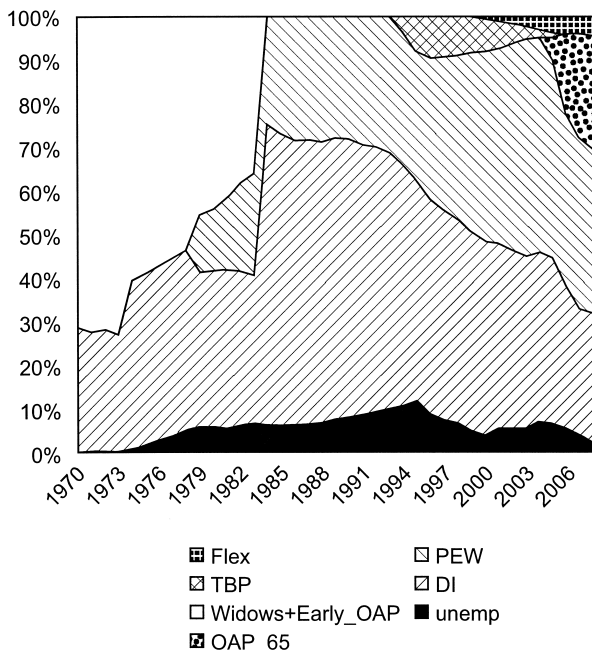 100%
90%
80%
70%
60%
50%
40%
30%
20%
10%
0%
1970 1973 1976 1979 1982 1985 1988 1991 1994 1997 2000 2003 2006
Flex PEW
TBP DI
Widows+Early_OAP unemp
OAP 65